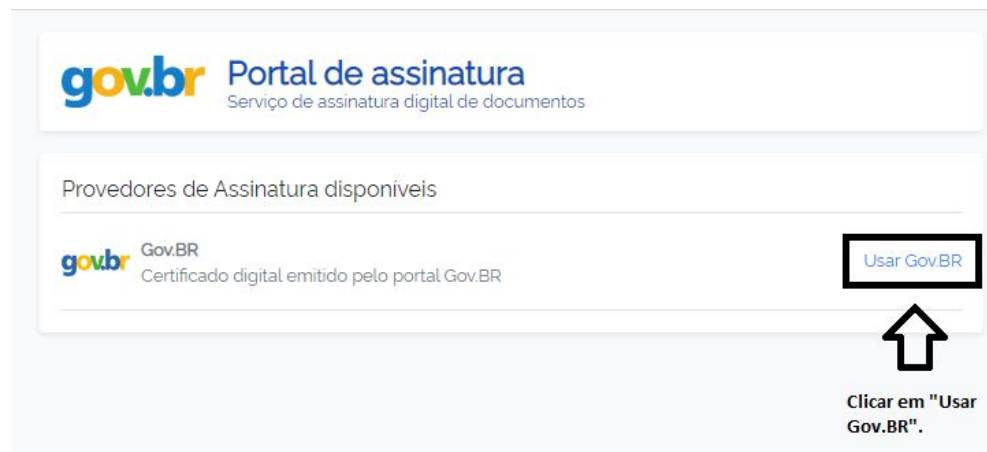 gov.br
Portal de assinatura
Serviço de assinatura digital de documentos
Provedores de Assinatura disponíveis
gov.br
Gov.BR
Certificado digital emitido pelo portal Gov.BR
Usar Gov.BR
Clicar em "Usar
Gov.BR".